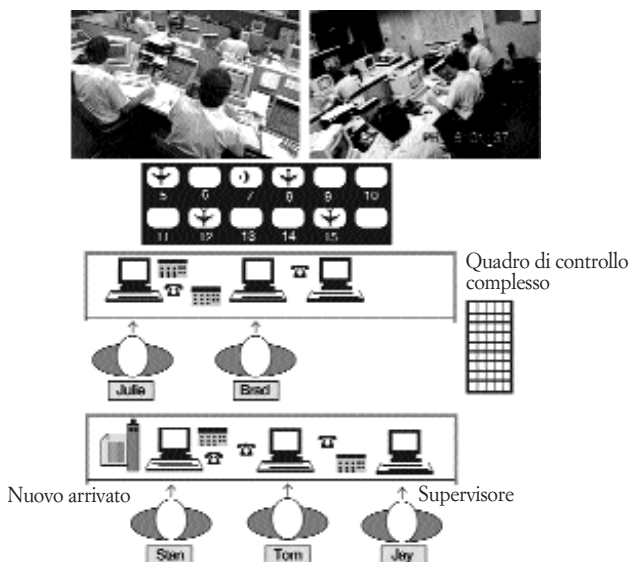 5 6 7 8 9 10
11 12 13 14 15
Quadro di controllo
complesso
Julie Brad
Nuovo arrivato
Supervisore
Stan Tom Jay